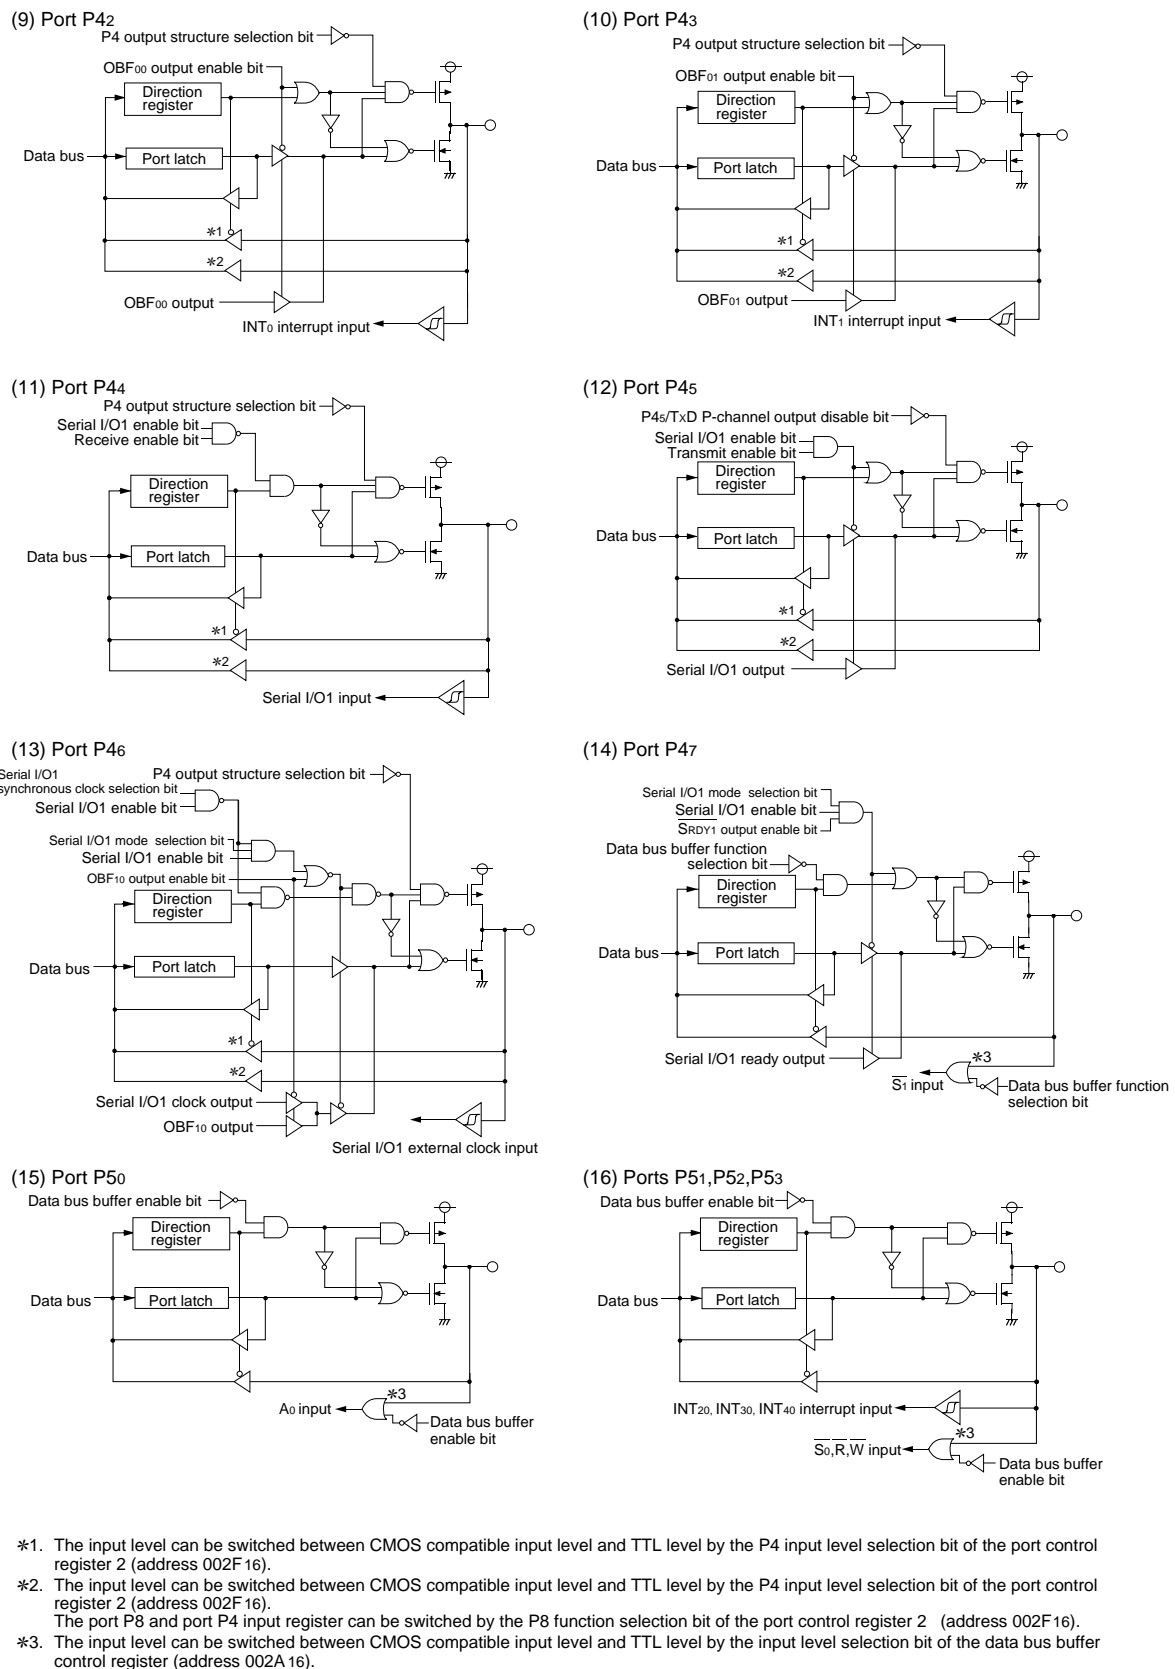 (9) Port P42
P4 output structure selection bit
OBF00 output enable bit
Direction
register
Data bus
Port latch
*1
*2
OBF00 output
INT0 interrupt input
(10) Port P43
P4 output structure selection bit
OBF01 output enable bit
Direction
register
Data bus
Port latch
*1
*2
OBF01 output
INT1 interrupt input
(11) Port P44
P4 output structure selection bit
Serial I/O1 enable bit
Receive enable bit
Direction
register
Data bus
Port latch
*1
*2
Serial I/O1 input
(12) Port P45
P45/TXD P-channel output disable bit
Serial I/O1 enable bit
Transmit enable bit
Direction
register
Data bus
Port latch
*1
*2
Serial I/O1 output
(13) Port P46
Serial I/O1
synchronous clock selection bit
P4 output structure selection bit
Serial I/O1 enable bit
Serial I/O1 mode selection bit
Serial I/O1 enable bit
OBF10 output enable bit
Direction
register
Data bus
Port latch
*1
*2
Serial I/O1 clock output
OBF10 output
Serial I/O1 external clock input
(14) Port P47
Serial I/O1 mode selection bit
Serial I/O1 enable bit
SRDY1 output enable bit
Data bus buffer function
selection bit
Direction
register
Data bus
Port latch
Serial I/O1 ready output
*3
S1 input
Data bus buffer function
selection bit
(15) Port P50
Data bus buffer enable bit
Direction
register
Data bus
Port latch
*3
A0 input
Data bus buffer
enable bit
(16) Ports P51,P52,P53
Data bus buffer enable bit
Direction
register
Data bus
Port latch
INT20, INT30, INT40 interrupt input
*3
S0,R,W input
Data bus buffer
enable bit
*1. The input level can be switched between CMOS compatible input level and TTL level by the P4 input level selection bit of the port control
register 2 (address 002F16).
*2. The input level can be switched between CMOS compatible input level and TTL level by the P4 input level selection bit of the port control
register 2 (address 002F16).
The port P8 and port P4 input register can be switched by the P8 function selection bit of the port control register 2 (address 002F16).
*3. The input level can be switched between CMOS compatible input level and TTL level by the input level selection bit of the data bus buffer
control register (address 002A16).